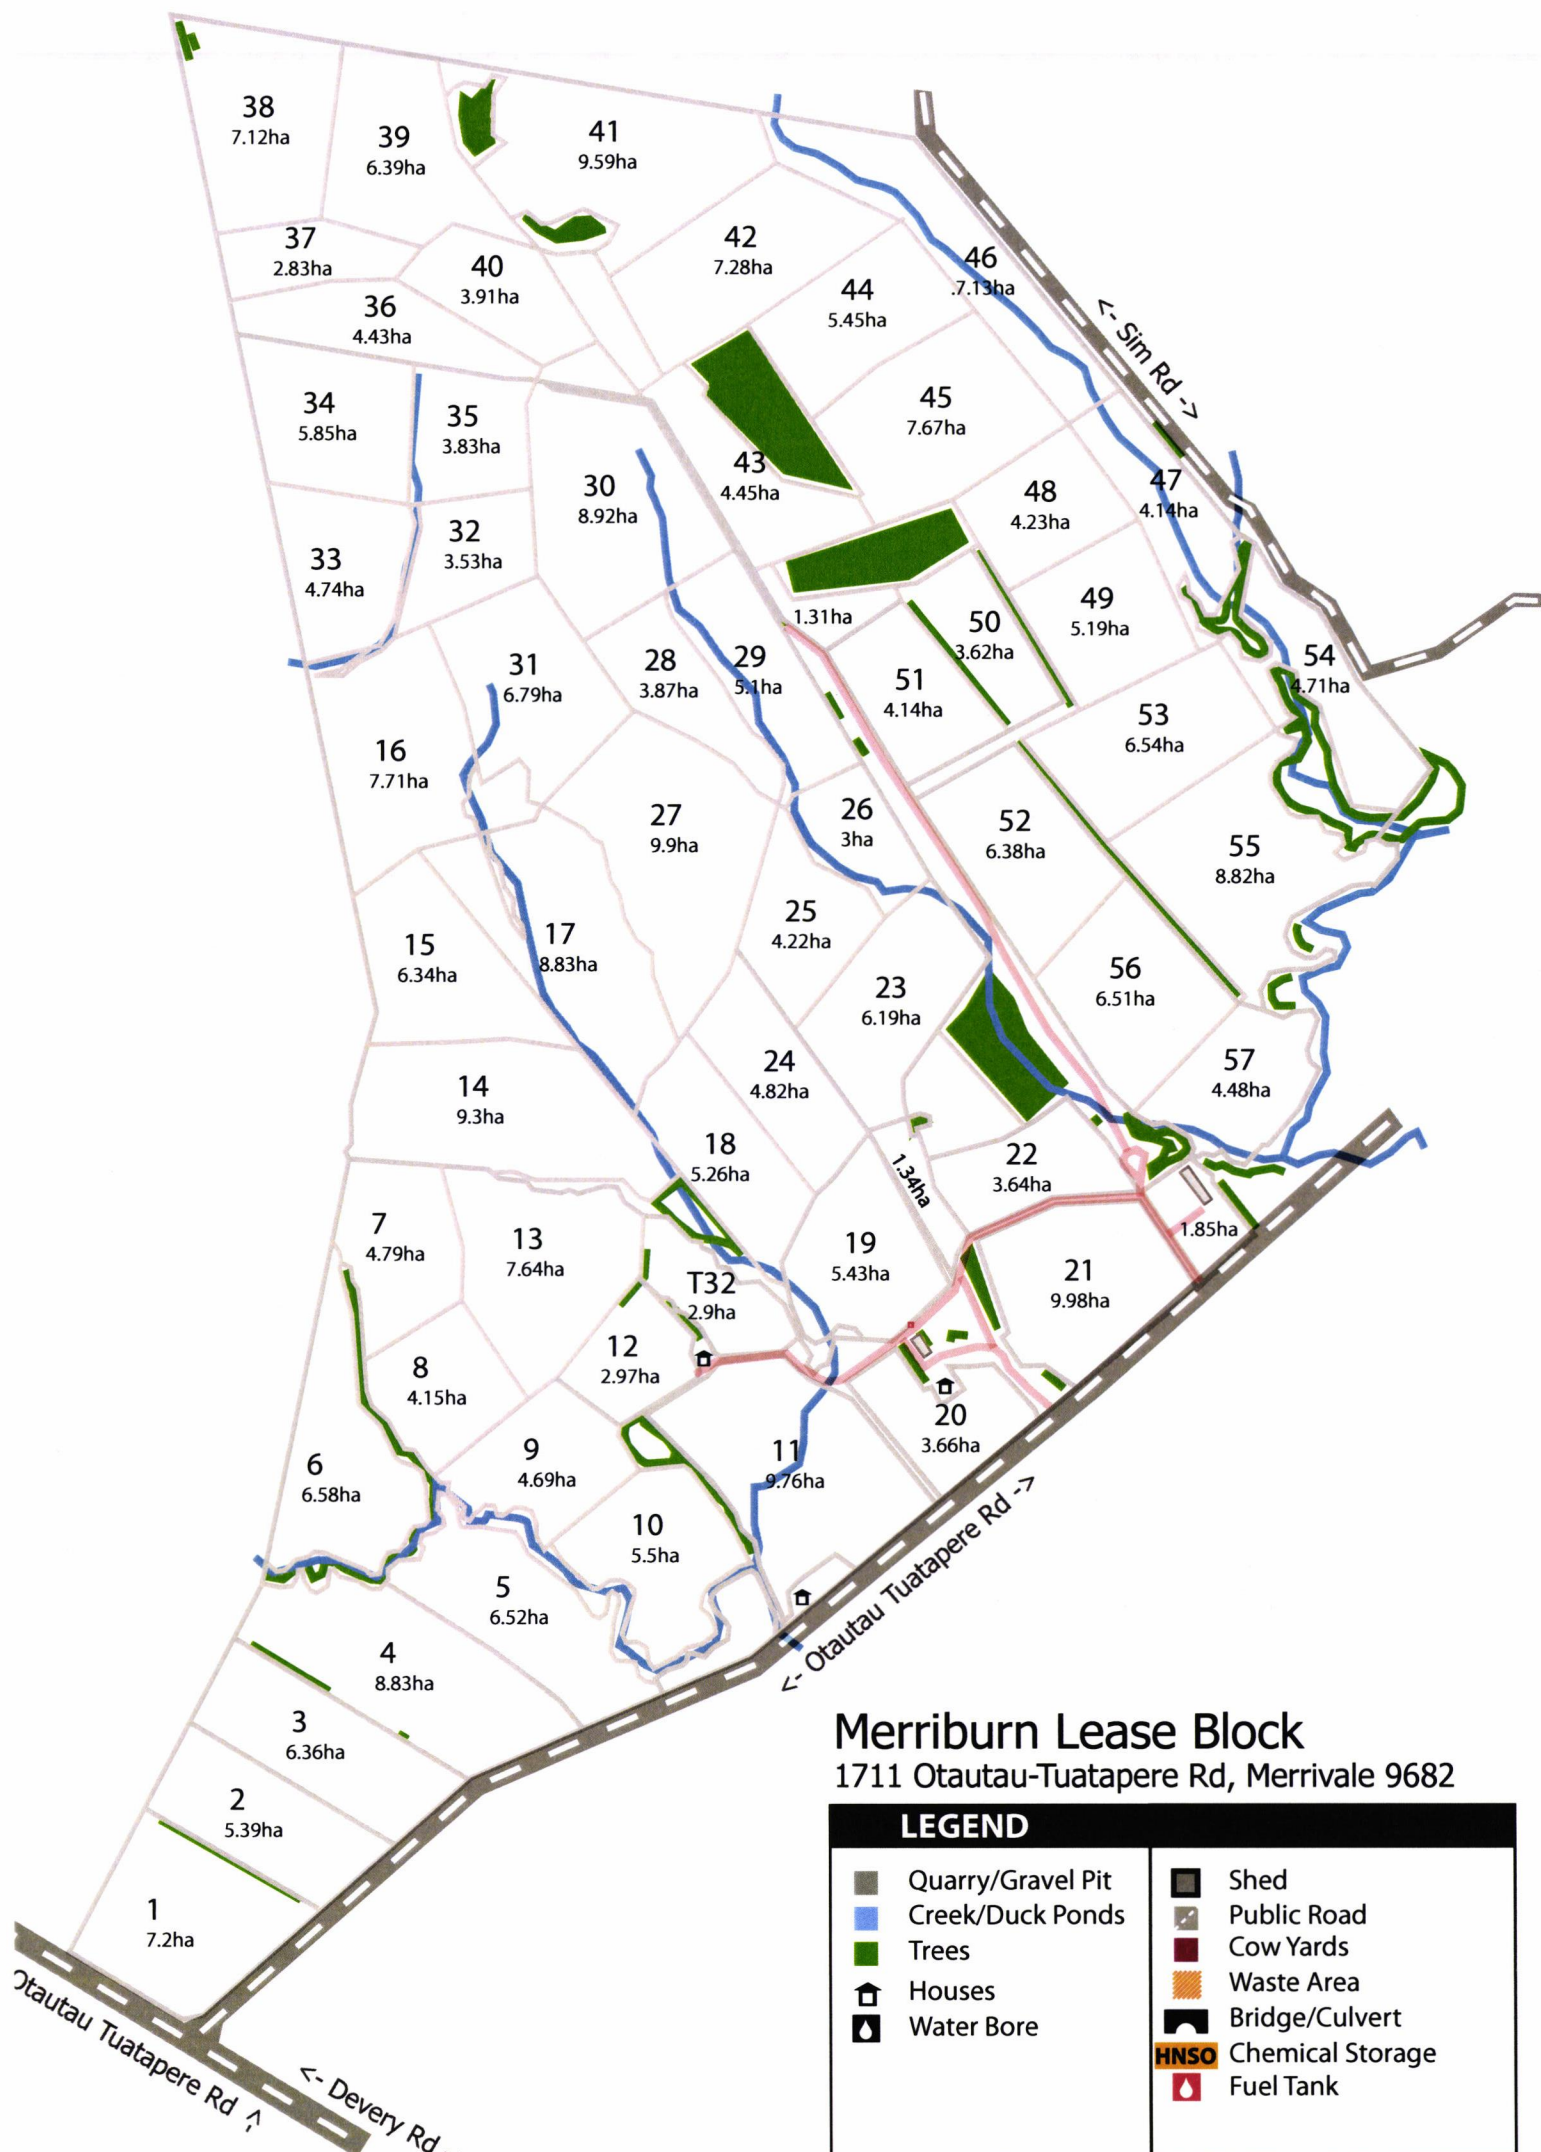 38
7.12ha
39
6.39ha
41
9.59ha
37
2.83ha
40
3.91ha
42
7.28ha
46
.7.13ha
36
4.43ha
44
5.45ha
<- Sim Rd ->
34
5.85ha
35
3.83ha
45
7.67ha
43
4.45ha
30
8.92ha
48
4.23ha
47
4.14ha
33
4.74ha
32
3.53ha
1.31ha
50
3.62ha
49
5.19ha
31
6.79ha
28
3.87ha
29
5.1ha
51
4.14ha
54
4.71ha
53
6.54ha
16
7.71ha
27
9.9ha
26
3ha
52
6.38ha
55
8.82ha
15
6.34ha
17
8.83ha
25
4.22ha
23
6.19ha
56
6.51ha
14
9.3ha
24
4.82ha
57
4.48ha
18
5.26ha
1.34ha
22
3.64ha
7
4.79ha
13
7.64ha
19
5.43ha
1.85ha
T32
2.9ha
21
9.98ha
8
4.15ha
12
2.97ha
20
3.66ha
6
6.58ha
9
4.69ha
11
9.76ha
10
5.5ha
5
6.52ha
<- Otautau Tuatapere Rd ->
4
8.83ha
3
6.36ha
2
5.39ha
1
7.2ha
Otautau Tuatapere Rd ->
<- Devery Rd
Merriburn Lease Block
1711 Otautau-Tuatapere Rd, Merrivale 9682
LEGEND
Quarry/Gravel Pit
Creek/Duck Ponds
Trees
Houses
Water Bore
Shed
Public Road
Cow Yards
Waste Area
Bridge/Culvert
HNSO Chemical Storage
Fuel Tank